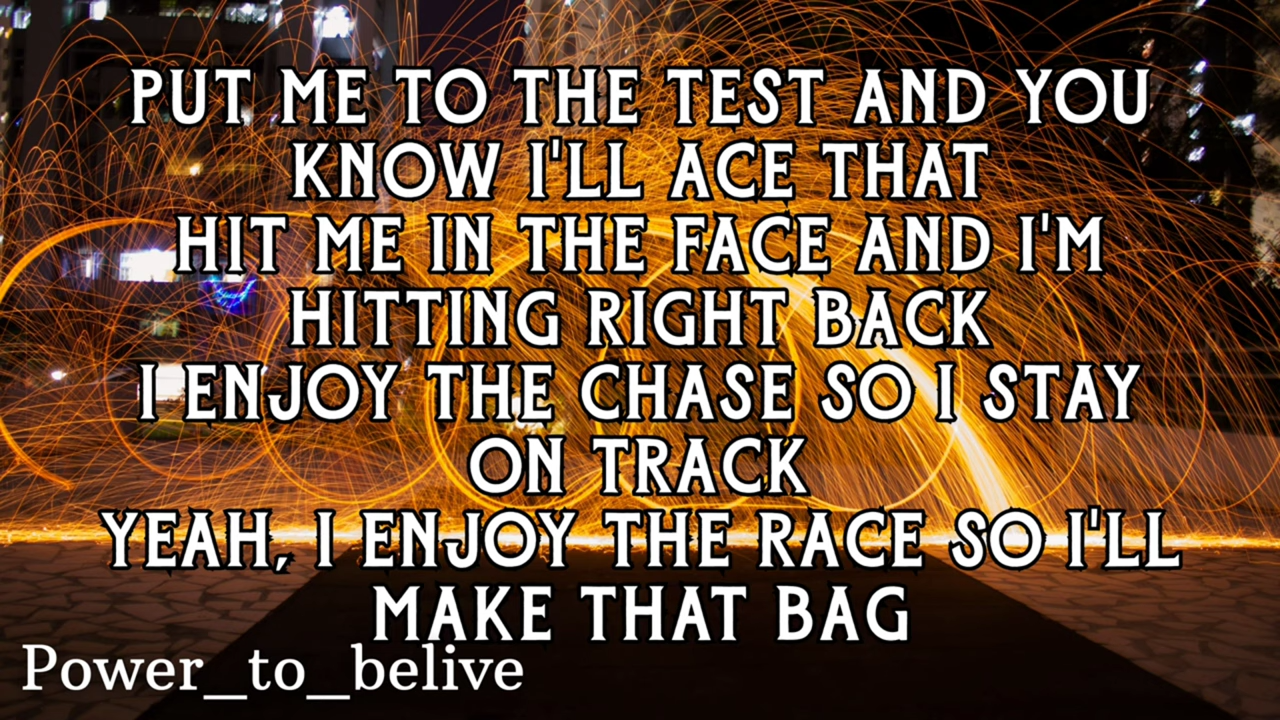 PUT ME TO THE TEST AND YOU
KNOW I'LL ACE THAT
HIT ME IN THE FACE AND I'M
HITTING RIGHT BACK
I ENJOY THE CHASE SO I STAY
ON TRACK
YEAH, I ENJOY THE RACE SO I'LL
MAKE THAT BAG
Power_to_belive